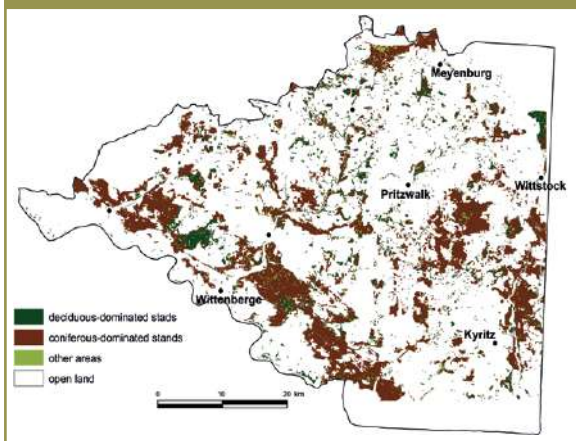 Meyenburg
Pritzwalk
Wittstock
Wittenberge
Kyritz
deciduous-dominated stads
coniferous-dominated stands
other areas
open land
0 10 20 km